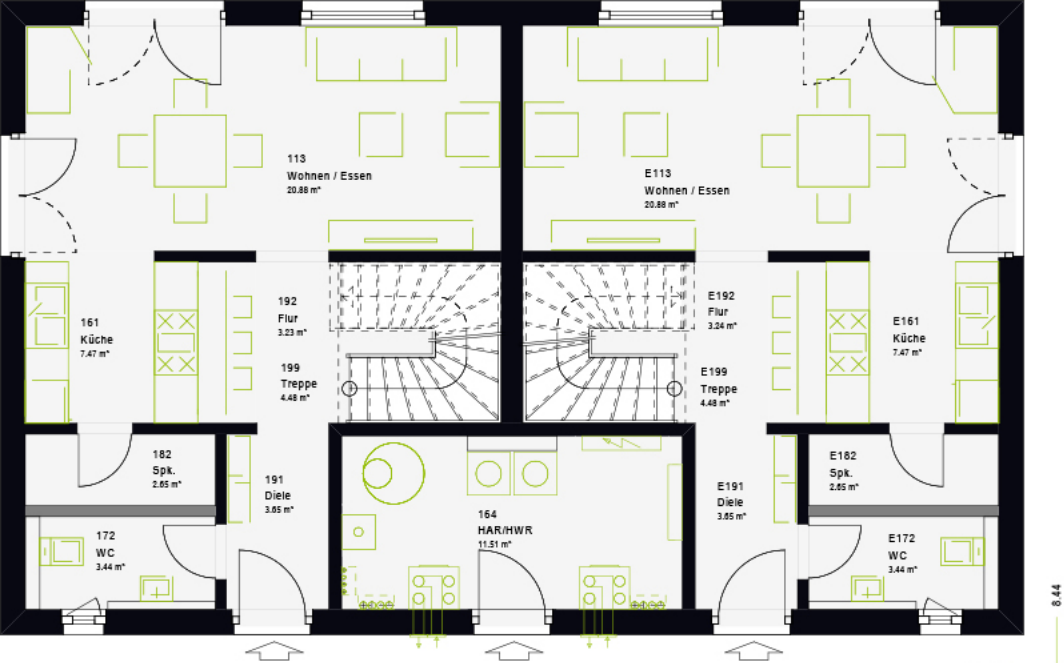 113
Wohnen / Essen
20.88 m²
E113
Wohnen / Essen
20.88 m²
192
Flur
3.23 m²
E192
Flur
3.24 m²
161
Küche
7.47 m²
E161
Küche
7.47 m²
199
Treppe
4.48 m²
E199
Treppe
4.48 m²
182
Spk.
2.65 m²
E182
Spk.
2.65 m²
191
Diele
3.65 m²
E191
Diele
3.65 m²
164
HAR/HWR
11.51 m²
172
WC
3.44 m²
E172
WC
3.44 m²
8.44